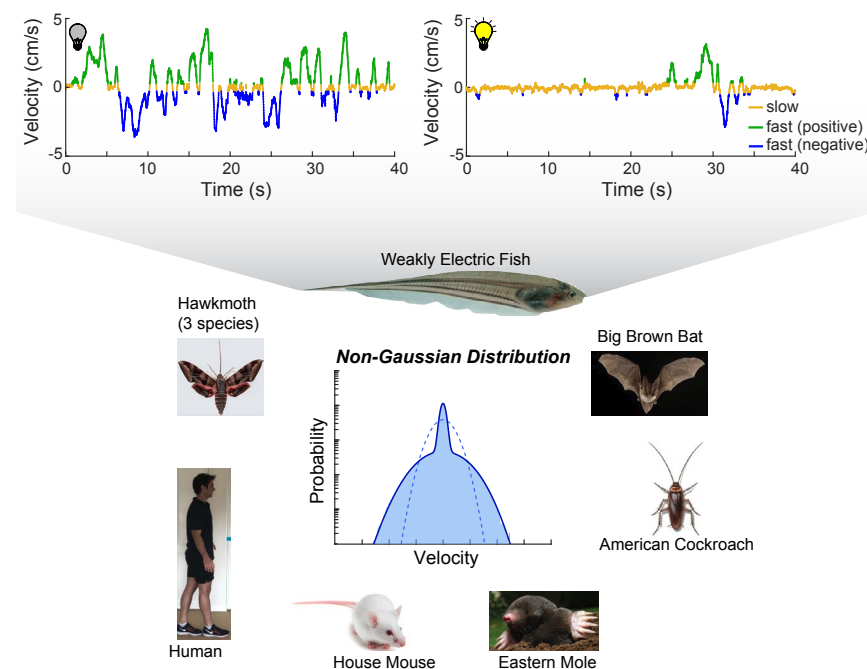 5
0
−5
Velocity (cm/s)
0
10
20
30
40
Time (s)
5
0
−5
Velocity (cm/s)
0
10
20
30
40
Time (s)
slow
fast (positive)
fast (negative)
Weakly Electric Fish
Hawkmoth
(3 species)
Big Brown Bat
Non-Gaussian Distribution
Probability
Velocity
American Cockroach
Human
House Mouse
Eastern Mole